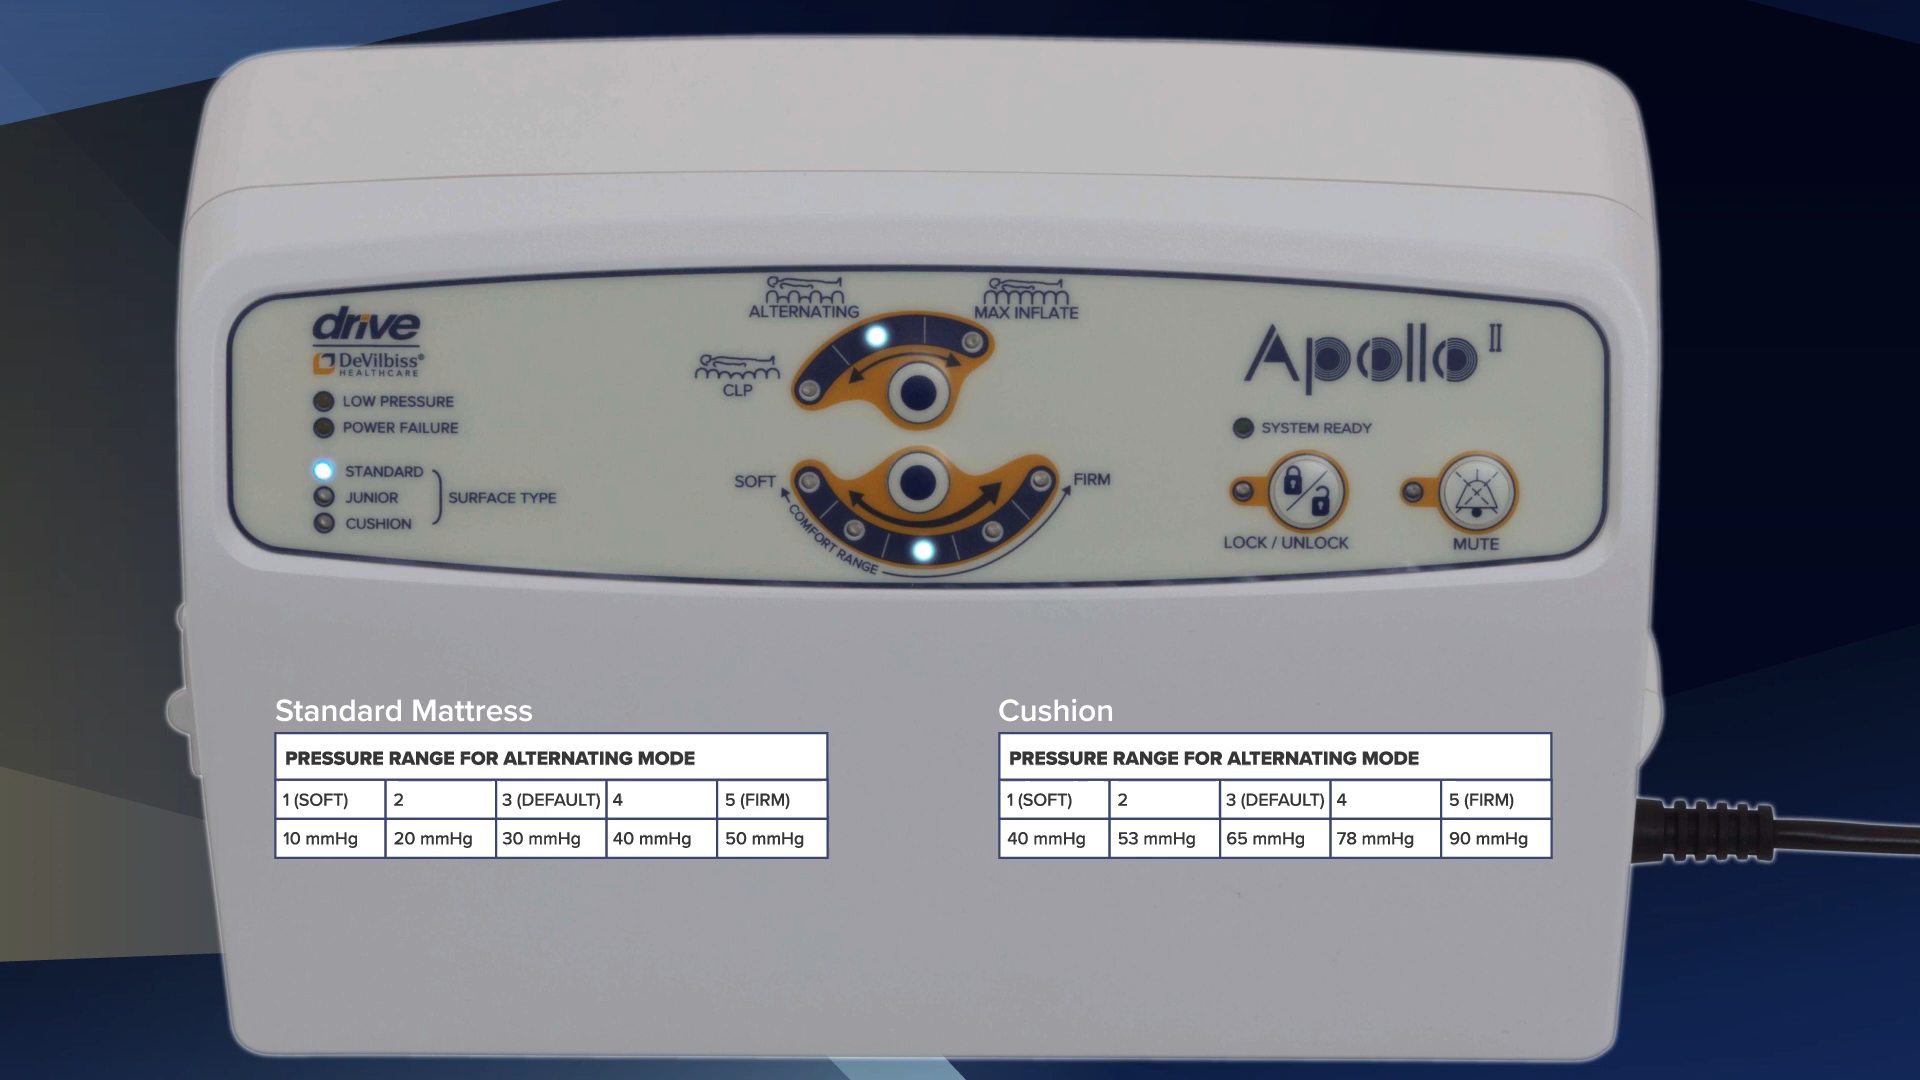 ALTERNATING
MAX INFLATE
CLP
drive
DeVilbiss®
HEALTHCARE
LOW PRESSURE
POWER FAILURE
STANDARD
JUNIOR
CUSHION
SURFACE TYPE
SOFT
FIRM
COMFORT RANGE
Apollo II
SYSTEM READY
LOCK / UNLOCK
MUTE
Standard Mattress
PRESSURE RANGE FOR ALTERNATING MODE
1 (SOFT) 2 3 (DEFAULT) 4 5 (FIRM)
10 mmHg 20 mmHg 30 mmHg 40 mmHg 50 mmHg
Cushion
PRESSURE RANGE FOR ALTERNATING MODE
1 (SOFT) 2 3 (DEFAULT) 4 5 (FIRM)
40 mmHg 53 mmHg 65 mmHg 78 mmHg 90 mmHg